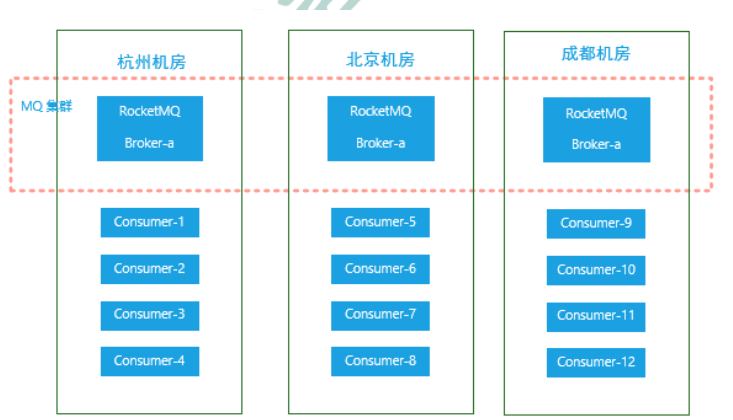 杭州机房
北京机房
成都机房
MQ 集群
RocketMQ
Broker-a
RocketMQ
Broker-a
RocketMQ
Broker-a
Consumer-1
Consumer-5
Consumer-9
Consumer-2
Consumer-6
Consumer-10
Consumer-3
Consumer-7
Consumer-11
Consumer-4
Consumer-8
Consumer-12